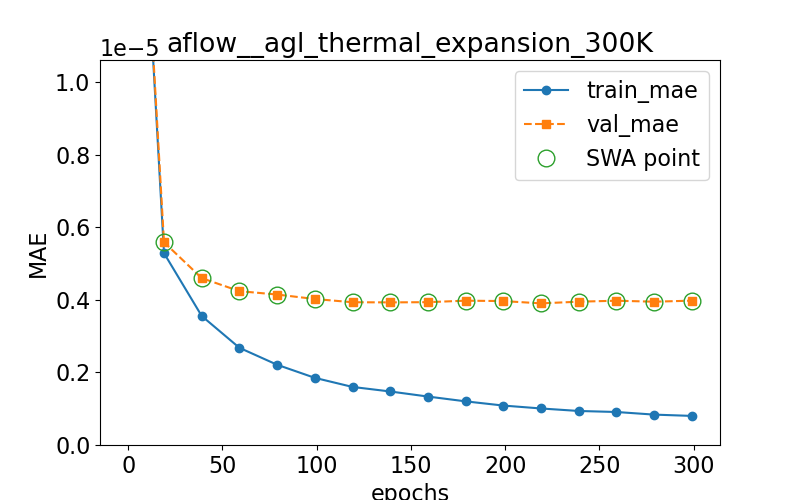 aflow__agl_thermal_expansion_300K
1e−5
MAE
1.0
0.8
0.6
0.4
0.2
0.0
train_mae
val_mae
SWA point
0 50 100 150 200 250 300
epochs